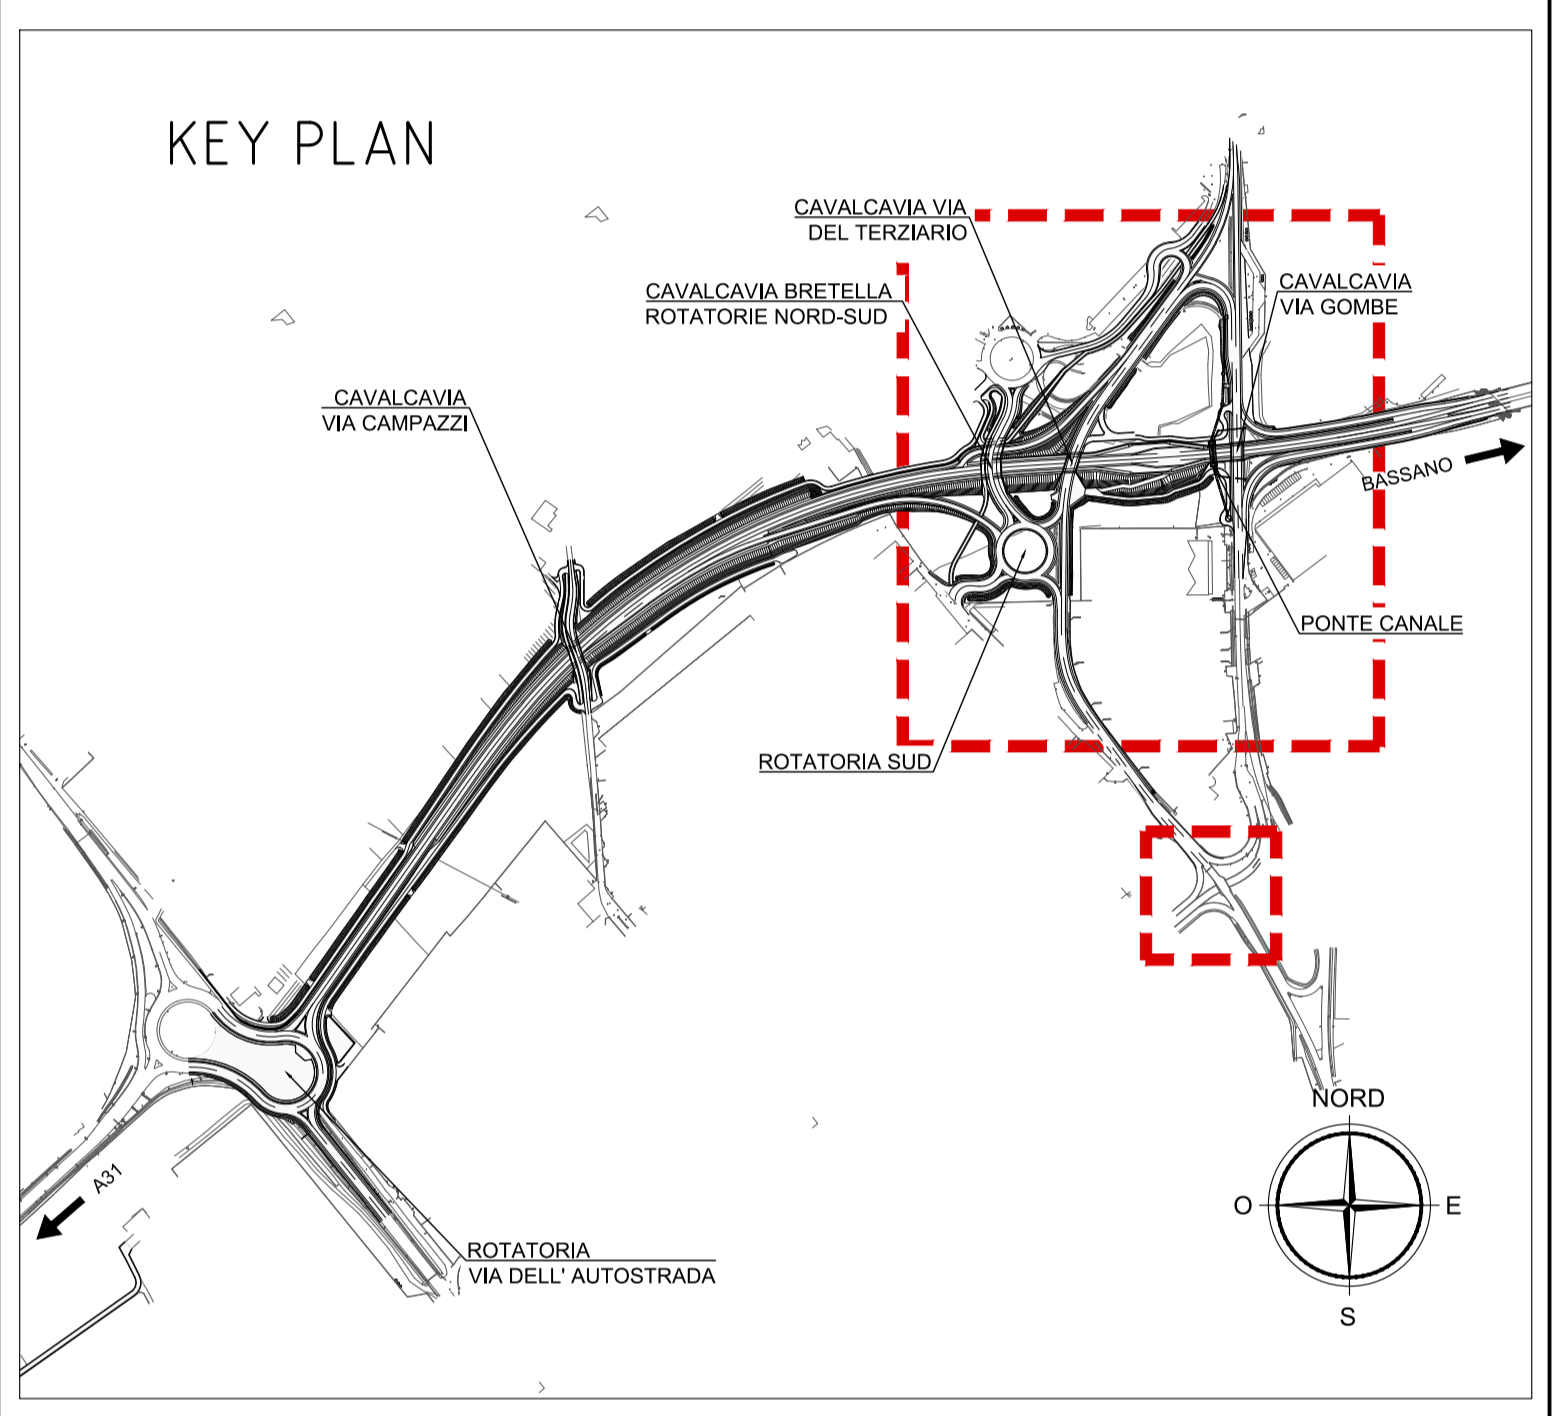 KEY PLAN
CAVALCAVIA VIA
DEL TERZIARIO
CAVALCAVIA BRETELLA
ROTATORIE NORD-SUD
CAVALCAVIA
VIA GOMBE
CAVALCAVIA
VIA CAMPAZZI
BASSANO
PONTE CANALE
ROTATORIA SUD
NORD
A31
O
E
ROTATORIA
VIA DELL' AUTOSTRADA
S